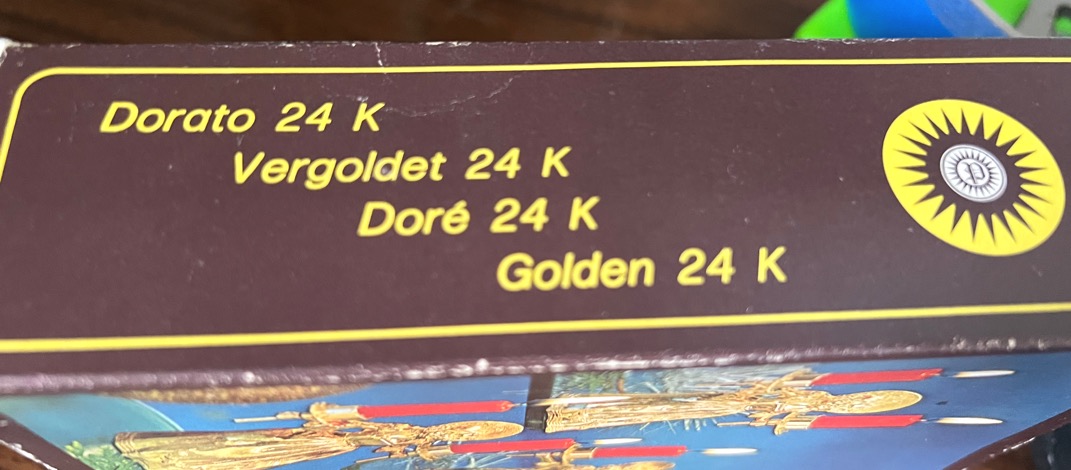 Dorato 24 K
Vergoldet 24 K
Doré 24 K
Golden 24 K